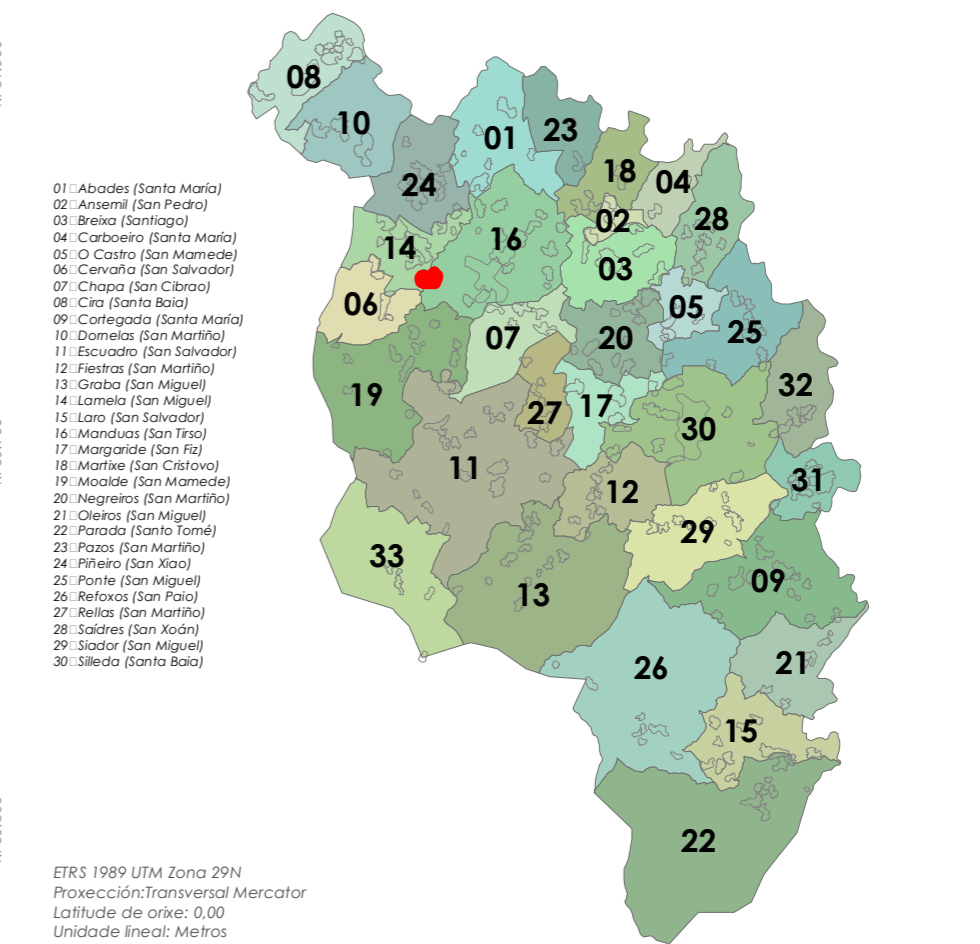 08
10
01
23
18
04
24
02
28
16
14
03
06
05
07
20
25
19
27
17
32
30
11
12
31
29
33
13
09
26
21
15
22
01□Abades (Santa María)
02□Ansemil (San Pedro)
03□Breixa (Santiago)
04□Carboeiro (Santa María)
05□O Castro (San Mamede)
06□Cervaña (San Salvador)
07□Chapa (San Cibrao)
08□Cira (Santa Baia)
09□Cortegada (Santa María)
10□Dornelas (San Martiño)
11□Escuadro (San Salvador)
12□Fiestras (San Martiño)
13□Graba (San Miguel)
14□Lamela (San Miguel)
15□Laro (San Salvador)
16□Manduas (San Tirso)
17□Margaride (San Fiz)
18□Martixe (San Cristovo)
19□Moalde (San Mamede)
20□Negreiros (San Martiño)
21□Oleiros (San Miguel)
22□Parada (Santo Tomé)
23□Pazos (San Martiño)
24□Piñeiro (San Xiao)
25□Ponte (San Miguel)
26□Refoxos (San Paio)
27□Rellas (San Martiño)
28□Saídres (San Xoán)
29□Siador (San Miguel)
30□Silleda (Santa Baia)
ETRS 1989 UTM Zona 29N
Proxección:Transversal Mercator
Latitude de orixe: 0,00
Unidade lineal: Metros